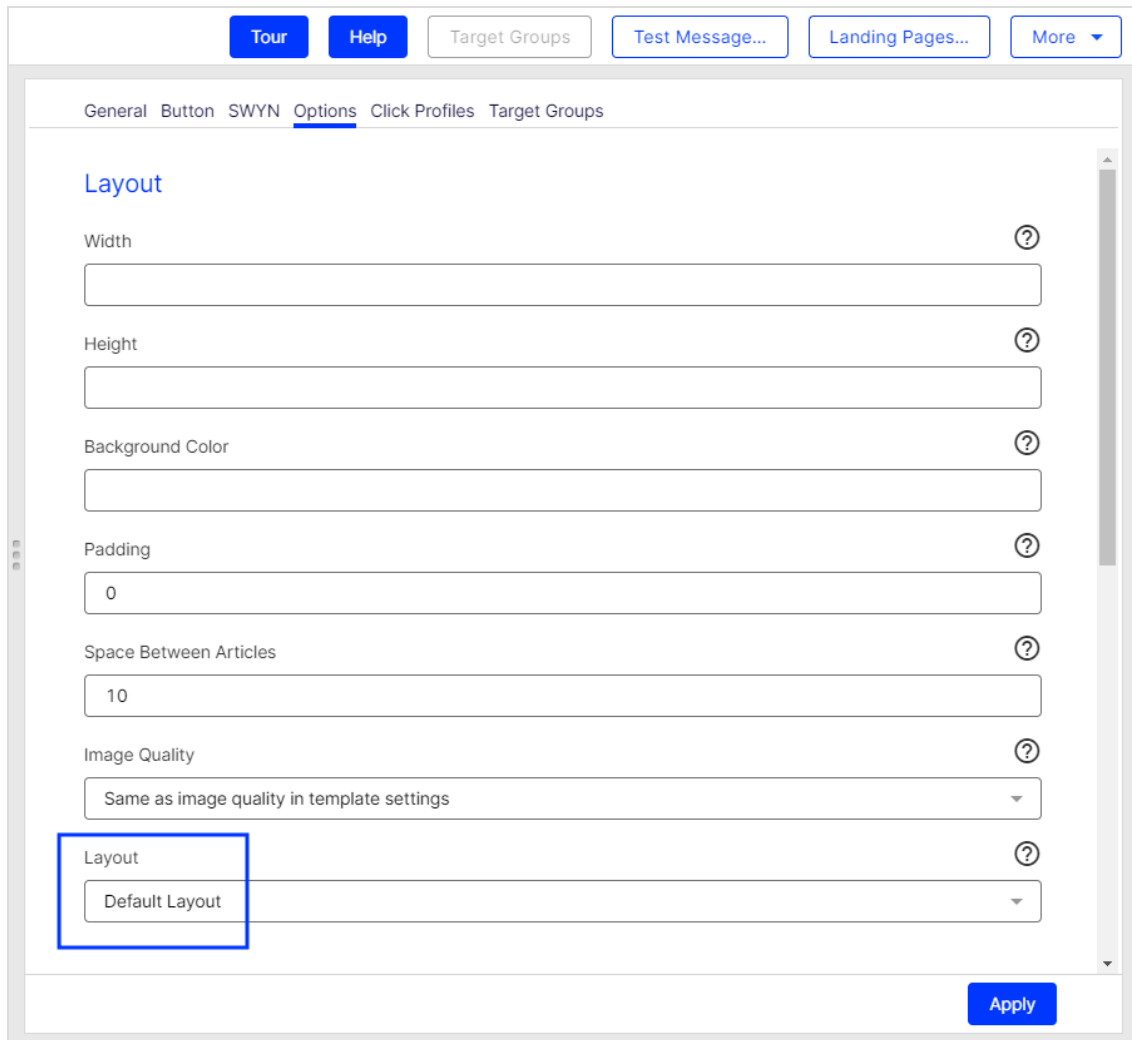 Tour Help Target Groups Test Message... Landing Pages... More
General Button SWYN Options Click Profiles Target Groups
Layout
Width
Height
Background Color
Padding
0
Space Between Articles
10
Image Quality
Same as image quality in template settings
Layout
Default Layout
Apply